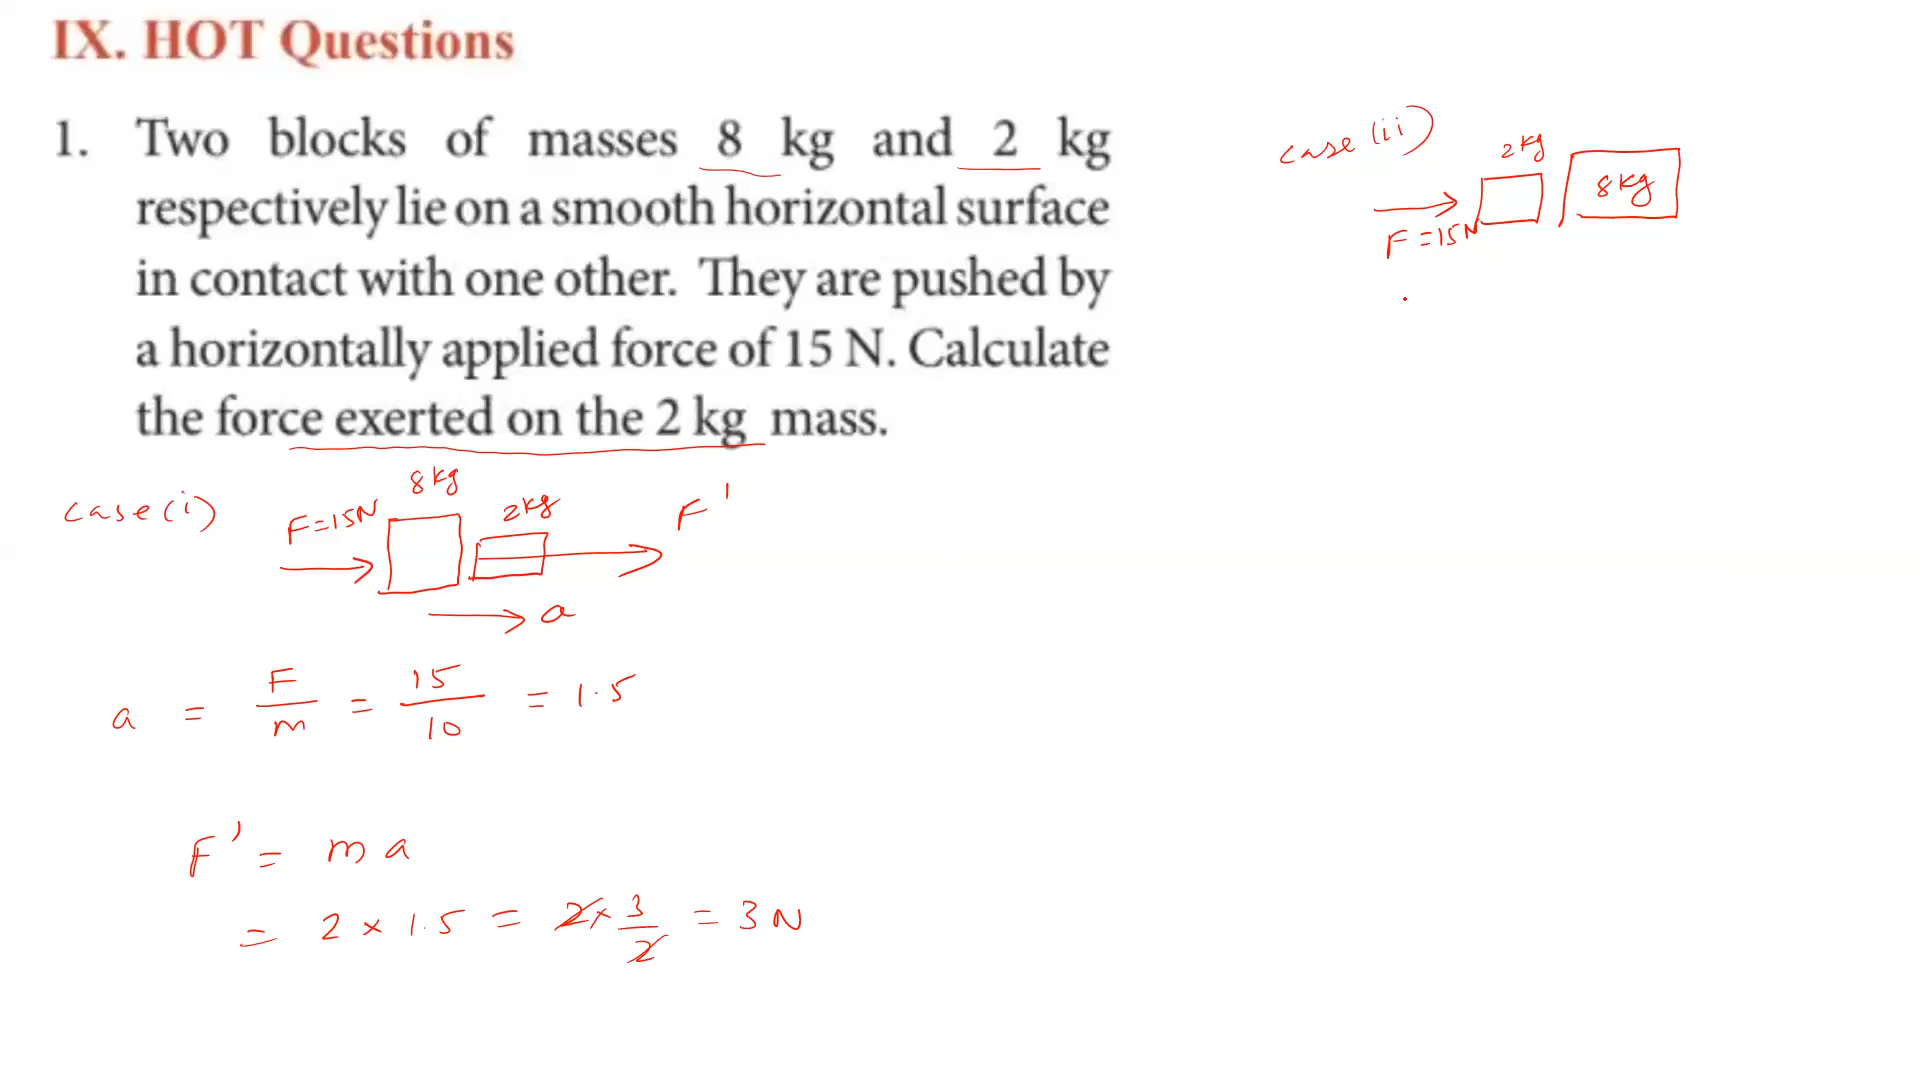 IX. HOT Questions
1. Two blocks of masses 8 kg and 2 kg
respectively lie on a smooth horizontal surface
in contact with one other. They are pushed by
a horizontally applied force of 15 N. Calculate
the force exerted on the 2 kg mass.
case (i)
8kg
F=15N
2kg
F'
a
a = F/m = 15/10 = 1.5
F' = ma
= 2 × 1.5 = 2 × 3/2 = 3 N
case (ii)
2kg
8kg
F=15N